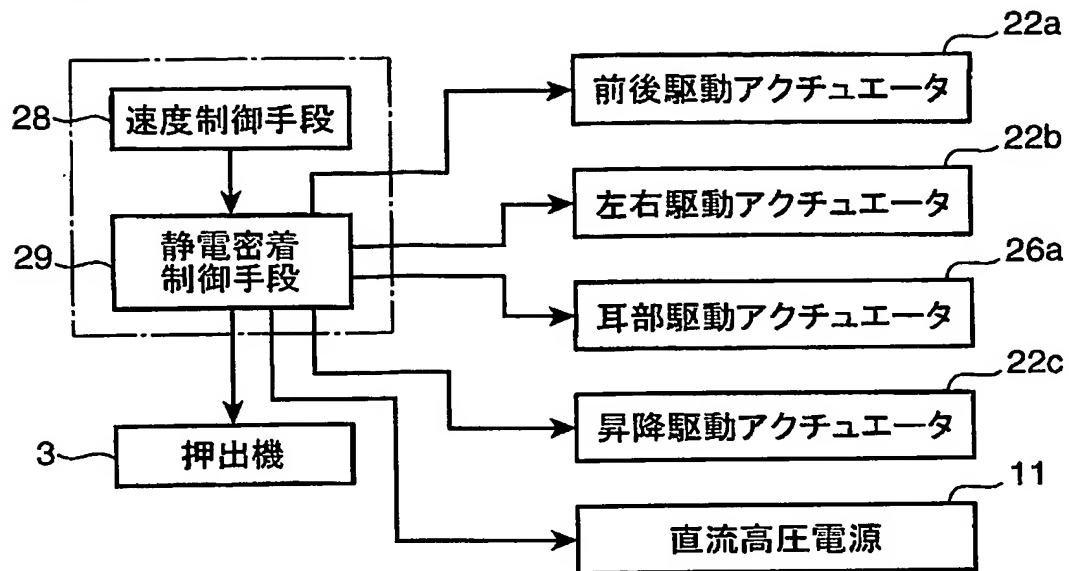 22a
前後駆動アクチュエータ
28
速度制御手段
22b
左右駆動アクチュエータ
29
静電密着
制御手段
26a
耳部駆動アクチュエータ
22c
昇降駆動アクチュエータ
3
押出機
11
直流高圧電源